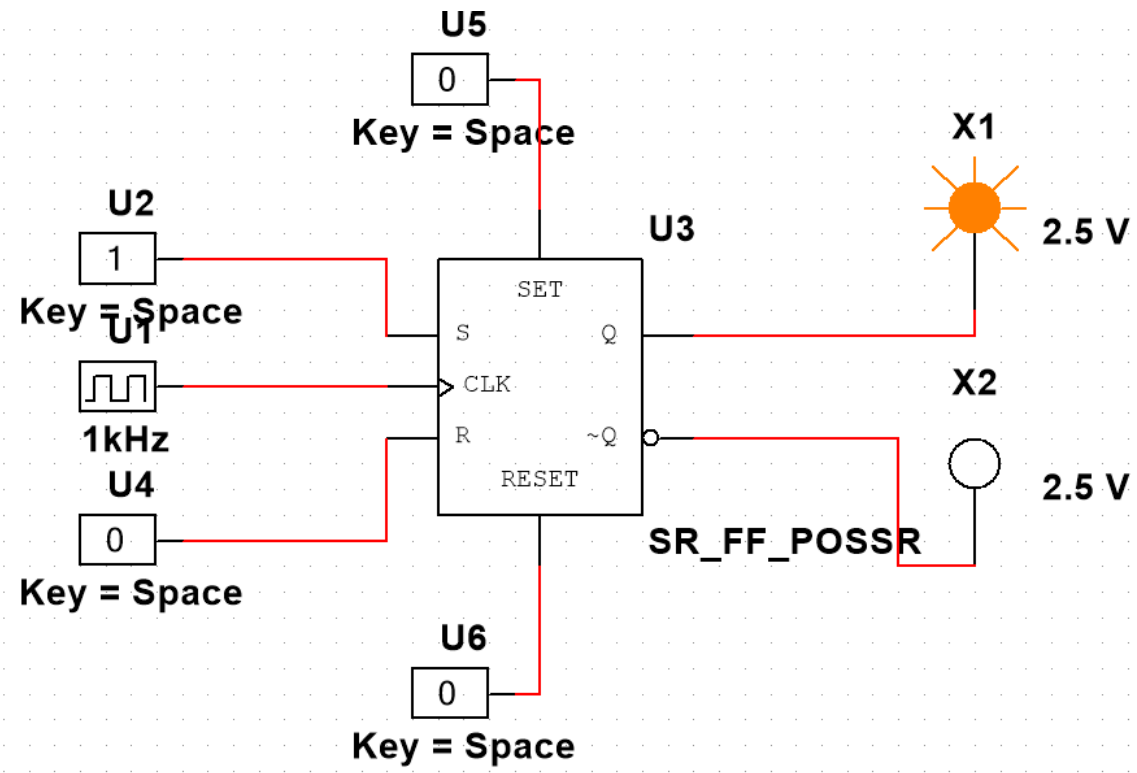 U5
0
Key = Space
X1
2.5 V
U2
1
Key = Space
U3
U1
1kHz
SET
S
Q
CLK
R
~Q
RESET
X2
2.5 V
U4
0
Key = Space
SR_FF_POSSR
U6
0
Key = Space